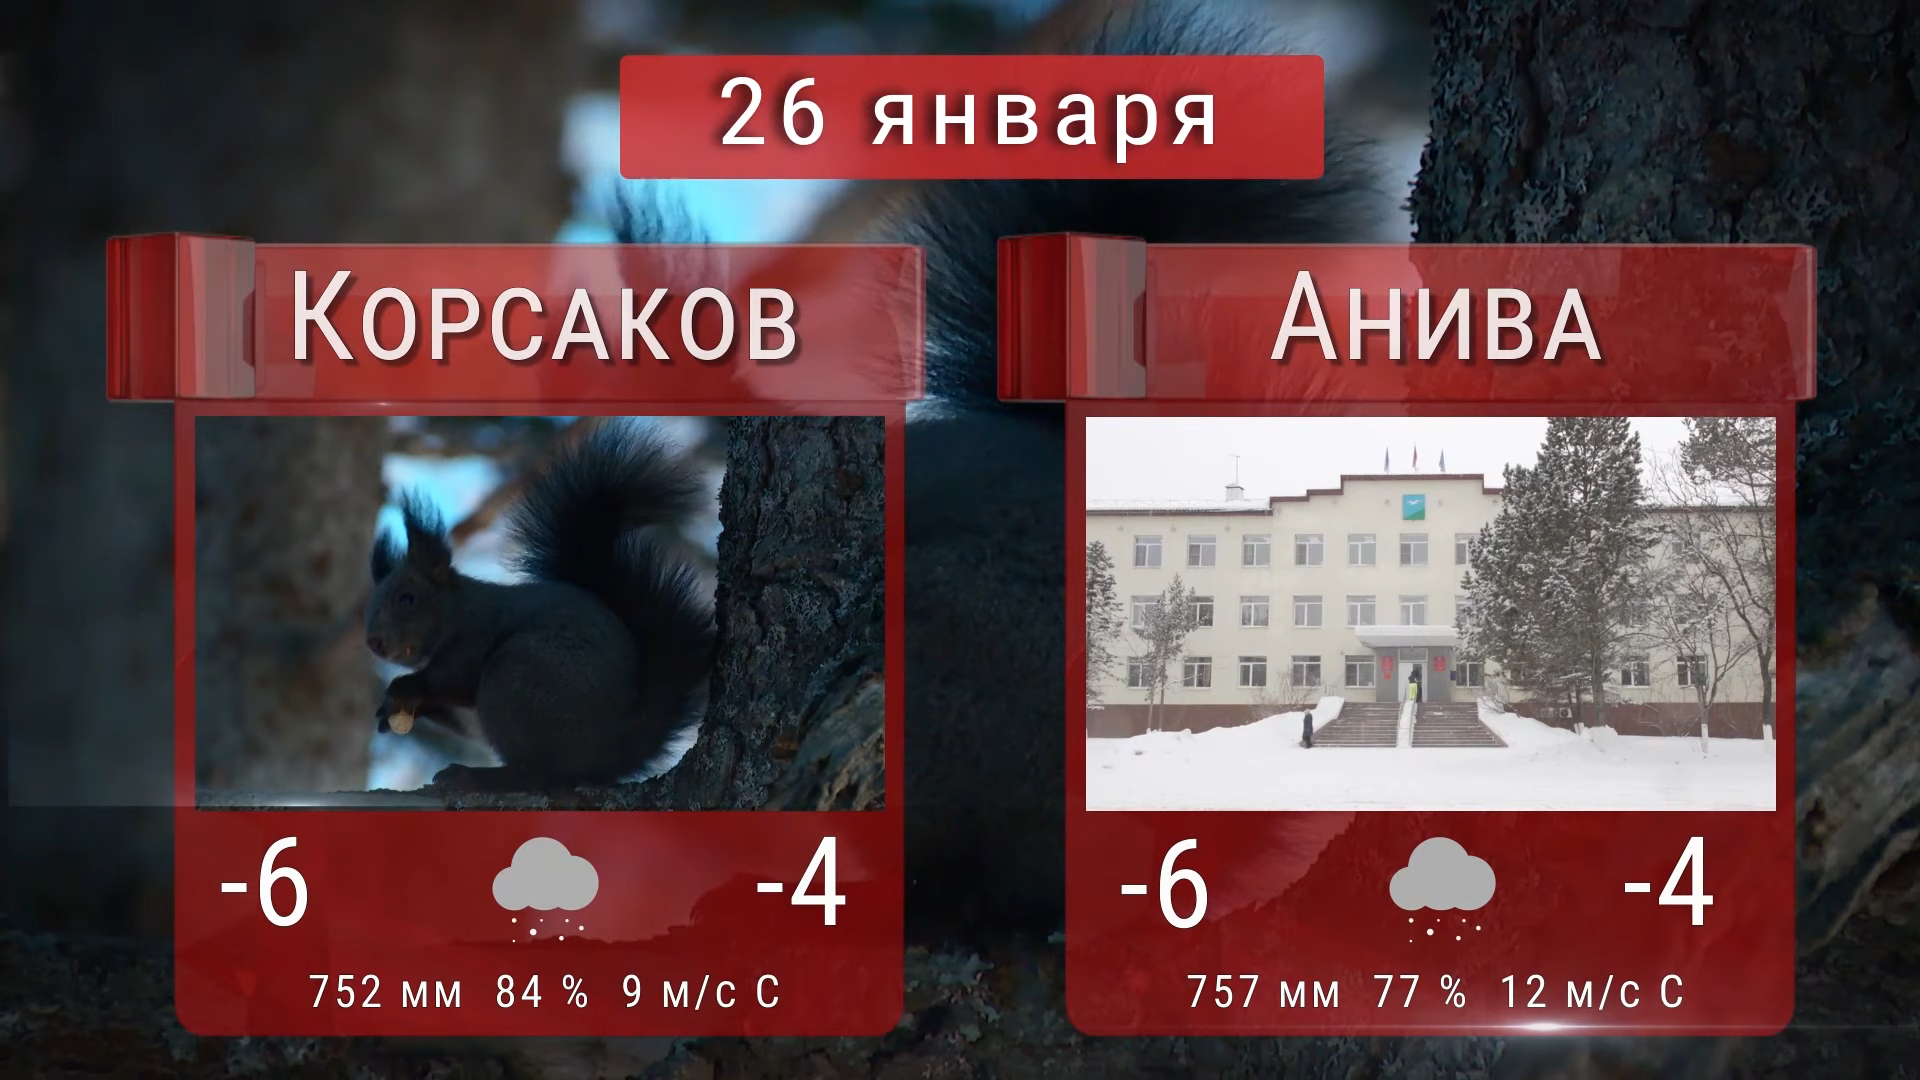 26 января
Корсаков
-6 -4
752 мм 84 % 9 м/с С
Анива
-6 -4
757 мм 77 % 12 м/с С